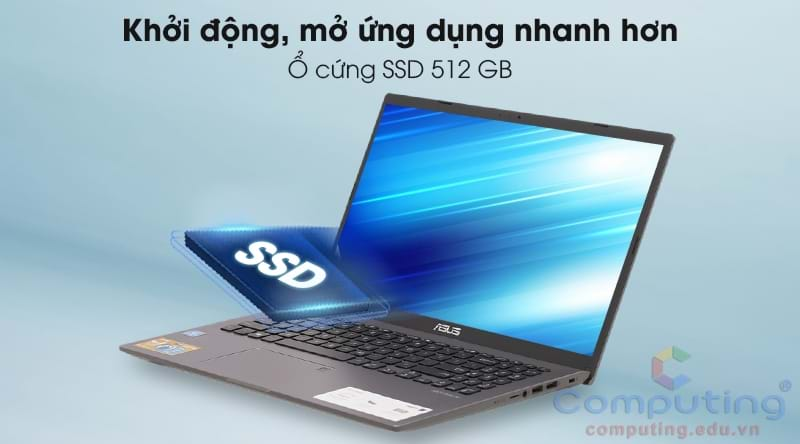 Khởi động, mở ứng dụng nhanh hơn
Ổ cứng SSD 512 GB
SSD
ASUS
Computing®
computing.edu.vn